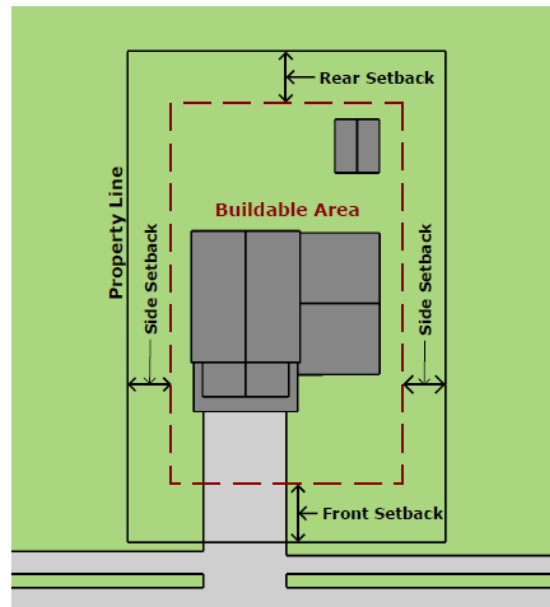 Rear Setback
Property Line
Buildable Area
Side Setback
Side Setback
Front Setback